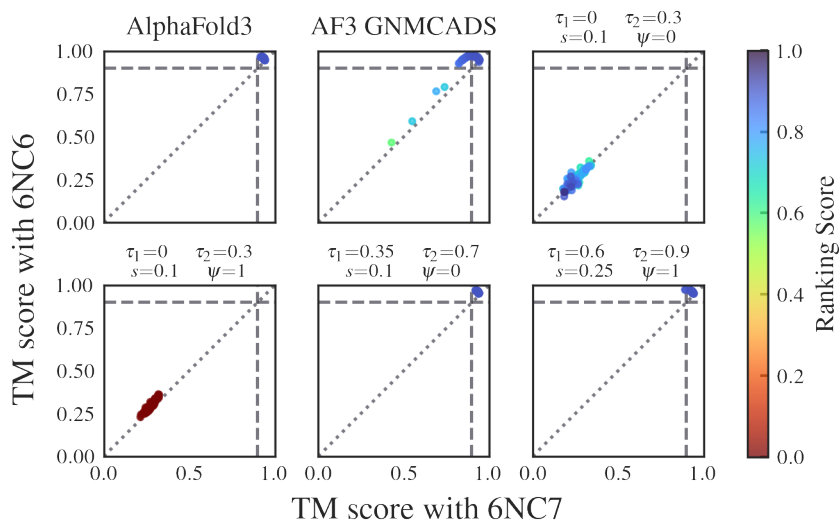 AlphaFold3
AF3 GNMCADS
τ₁=0 τ₂=0.3
s=0.1 ψ=0
1.00
0.75
0.50
0.25
0.00
τ₁=0 τ₂=0.3
s=0.1 ψ=1
τ₁=0.35 τ₂=0.7
s=0.1 ψ=0
τ₁=0.6 τ₂=0.9
s=0.25 ψ=1
1.00
0.75
0.50
0.25
0.00
0.0 0.5 1.0
0.0 0.5 1.0
0.0 0.5 1.0
TM score with 6NC7
TM score with 6NC6
1.0
0.8
0.6
0.4
0.2
0.0
Ranking Score